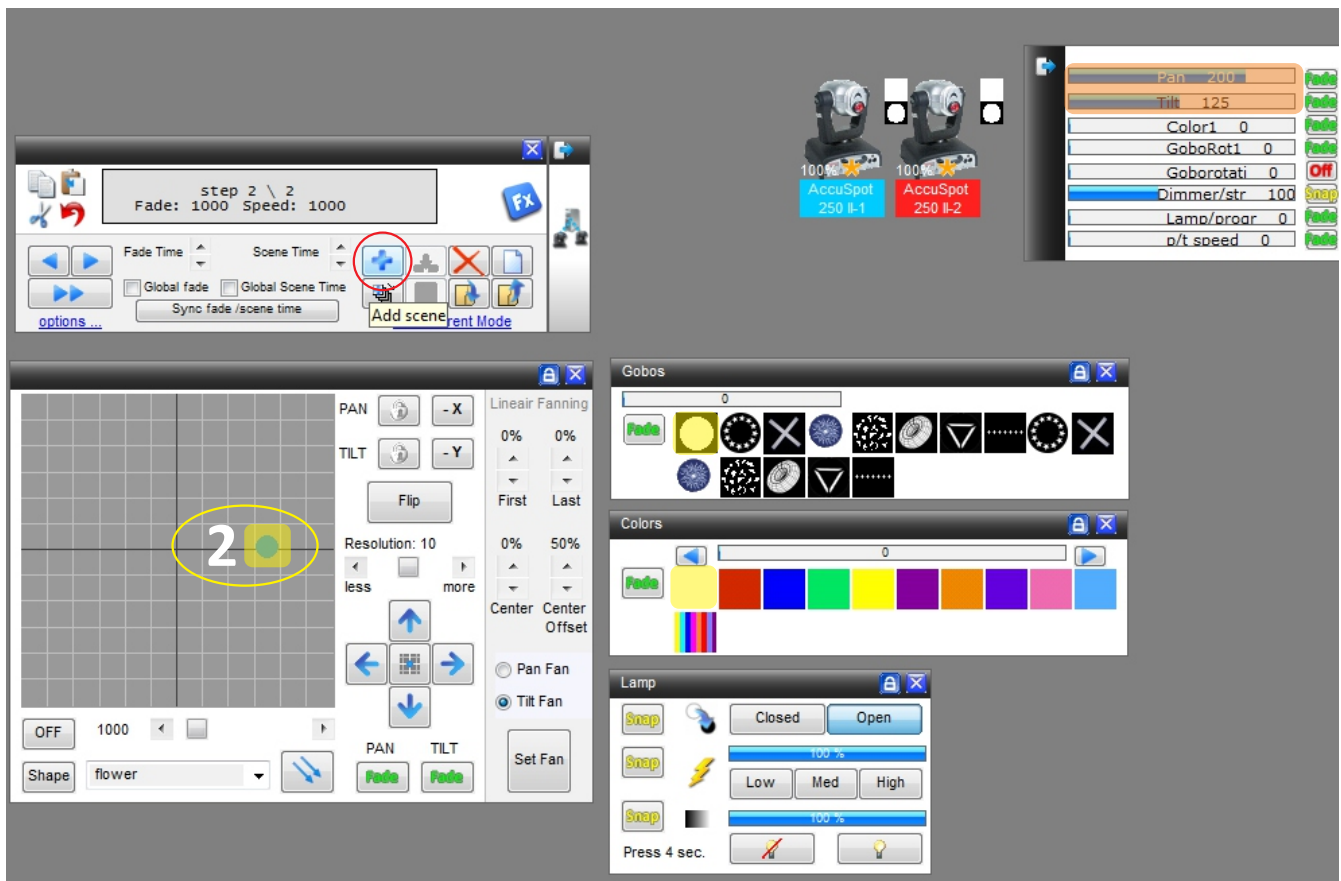 Pan 200
Fade
Tilt 125
Fade
Color1 0
Fade
GoboRot1 0
Fade
Goborotati 0
Off
Dimmer/str 100
Snap
Lamp/progr 0
Fade
p/t speed 0
Fade
100%
100%
AccuSpot
250 II-1
AccuSpot
250 II-2
step 2 \ 2
Fade: 1000 Speed: 1000
FX
Fade Time
Scene Time
Global fade
Global Scene Time
Sync fade /scene time
options ...
Add scene
rent Mode
PAN
- X
TILT
- Y
Flip
Resolution: 10
less
more
2
Lineair Fanning
0% 0%
First Last
0% 50%
Center Center
Offset
Pan Fan
Tilt Fan
Set Fan
OFF
1000
Shape
flower
PAN TILT
Fade Fade
Gobos
0
Fade
Colors
0
Fade
Lamp
Snap
Closed
Open
100 %
Snap
Low
Med
High
Snap
100 %
Press 4 sec.